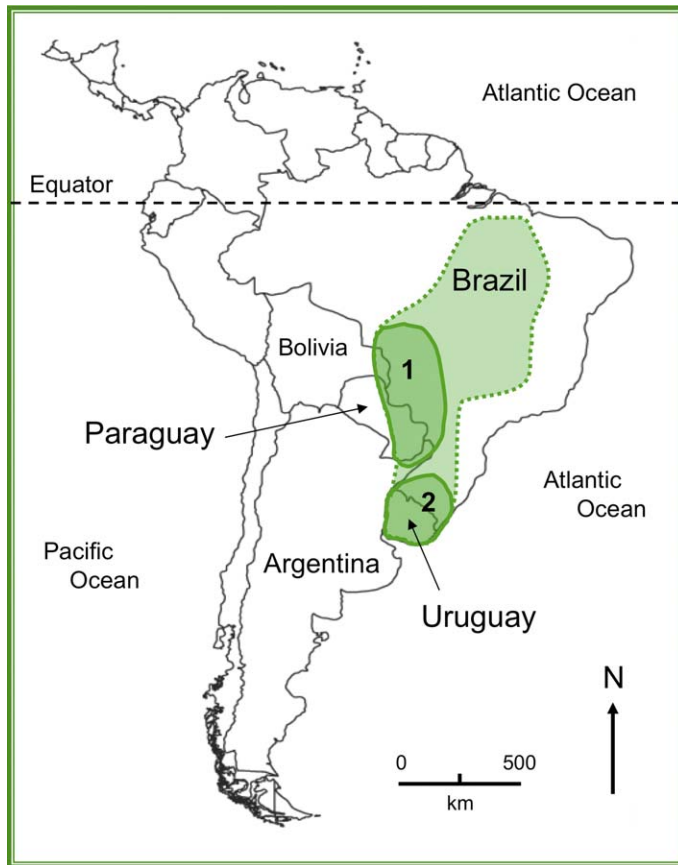 Atlantic Ocean
Equator
Brazil
Bolivia
1
Paraguay
Atlantic
Ocean
2
Pacific
Ocean
Argentina
Uruguay
N
0 500
km